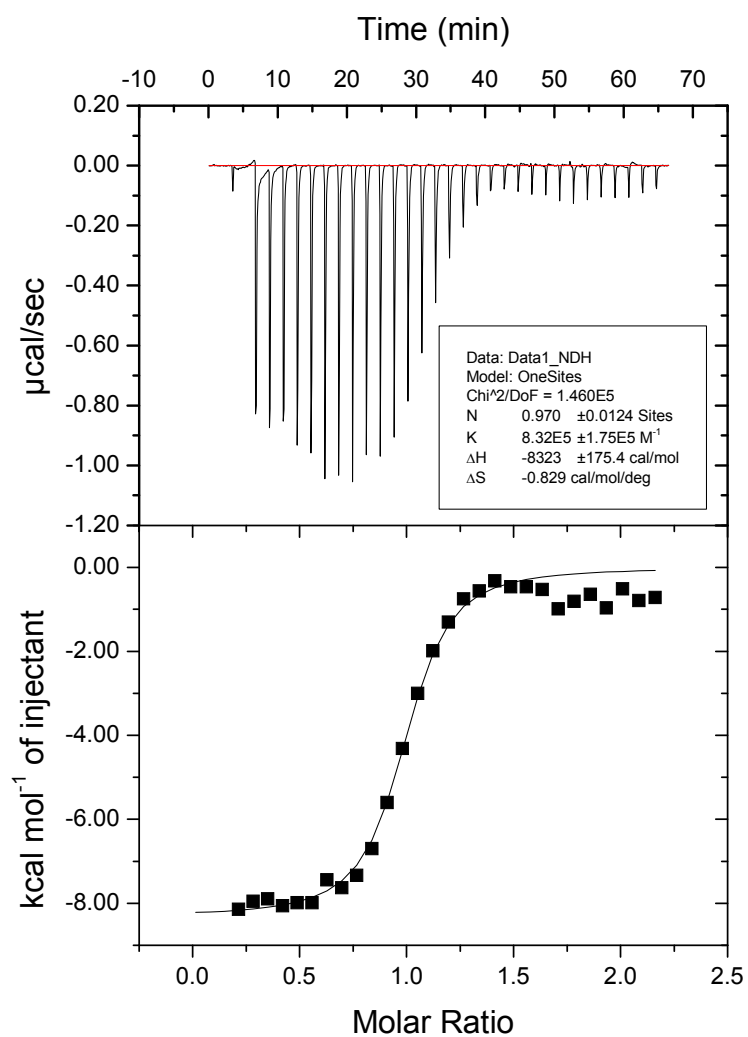 Time (min)
-10 0 10 20 30 40 50 60 70
0.20
0.00
-0.20
-0.40
-0.60
-0.80
-1.00
-1.20
µcal/sec
Data: Data1_NDH
Model: OneSites
Chi^2/DoF = 1.460E5
N 0.970 ±0.0124 Sites
K 8.32E5 ±1.75E5 M⁻¹
ΔH -8323 ±175.4 cal/mol
ΔS -0.829 cal/mol/deg
0.00
-2.00
-4.00
-6.00
-8.00
kcal mol⁻¹ of injectant
0.0 0.5 1.0 1.5 2.0 2.5
Molar Ratio